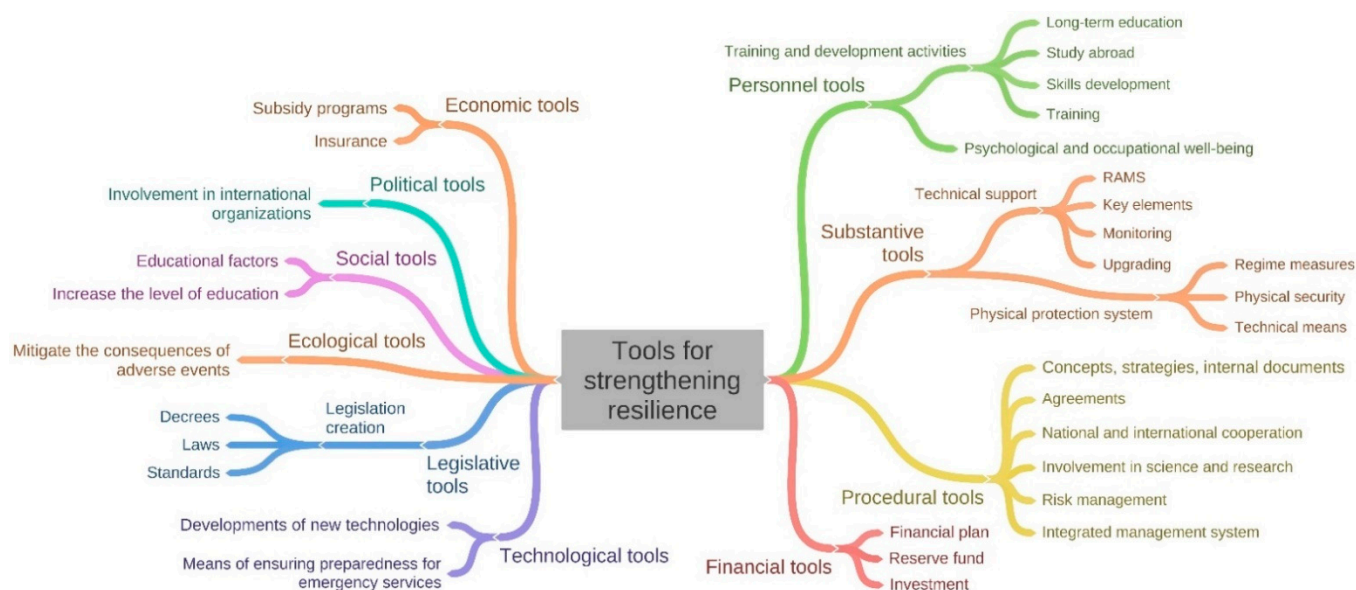 Tools for
strengthening
resilience
Economic tools
Subsidy programs
Insurance
Political tools
Involvement in international
organizations
Social tools
Educational factors
Increase the level of education
Ecological tools
Mitigate the consequences of
adverse events
Legislative
tools
Legislation
creation
Decrees
Laws
Standards
Technological tools
Developments of new technologies
Means of ensuring preparedness for
emergency services
Personnel tools
Training and development activities
Long-term education
Study abroad
Skills development
Training
Psychological and occupational well-being
Substantive
tools
Technical support
RAMS
Key elements
Monitoring
Upgrading
Physical protection system
Regime measures
Physical security
Technical means
Procedural tools
Concepts, strategies, internal documents
Agreements
National and international cooperation
Involvement in science and research
Risk management
Integrated management system
Financial tools
Financial plan
Reserve fund
Investment